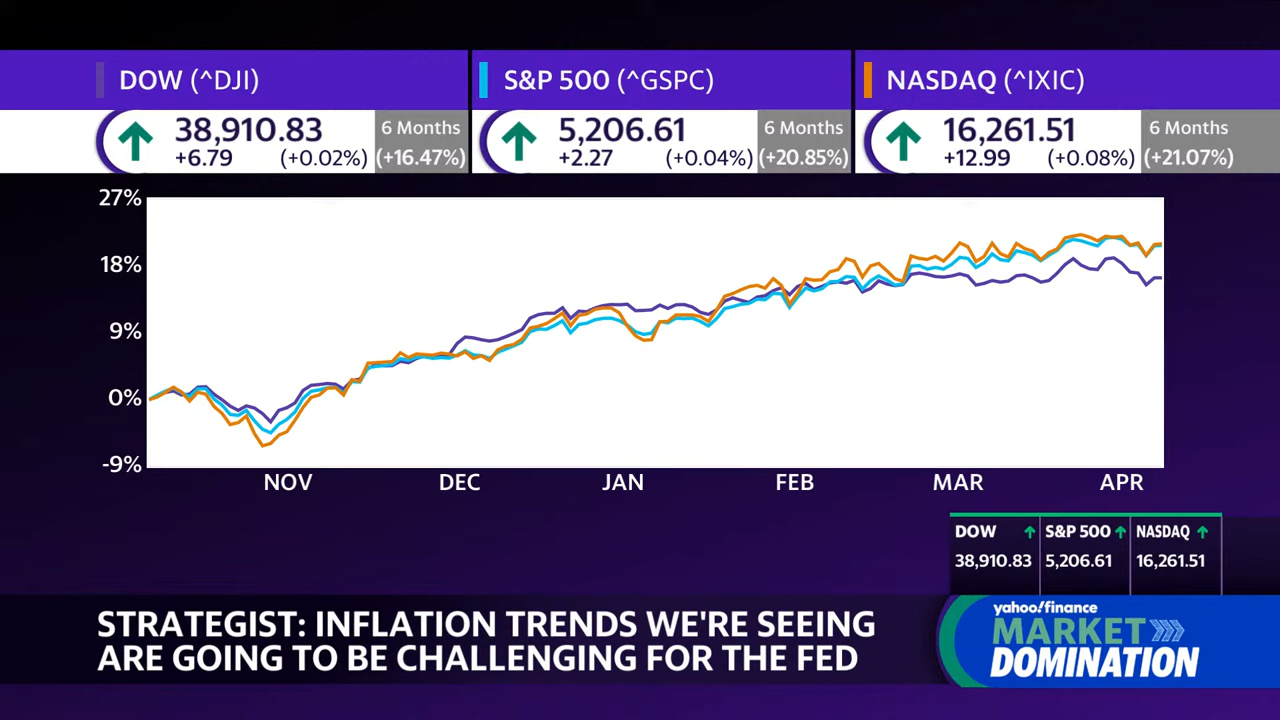 DOW (^DJI)
38,910.83
+6.79 (+0.02%)
6 Months
(+16.47%)
S&P 500 (^GSPC)
5,206.61
+2.27 (+0.04%)
6 Months
(+20.85%)
NASDAQ (^IXIC)
16,261.51
+12.99 (+0.08%)
6 Months
(+21.07%)
27%
18%
9%
0%
-9%
NOV DEC JAN FEB MAR APR
DOW S&P 500 NASDAQ
38,910.83 5,206.61 16,261.51
STRATEGIST: INFLATION TRENDS WE'RE SEEING
ARE GOING TO BE CHALLENGING FOR THE FED
yahoo!finance
MARKET
DOMINATION